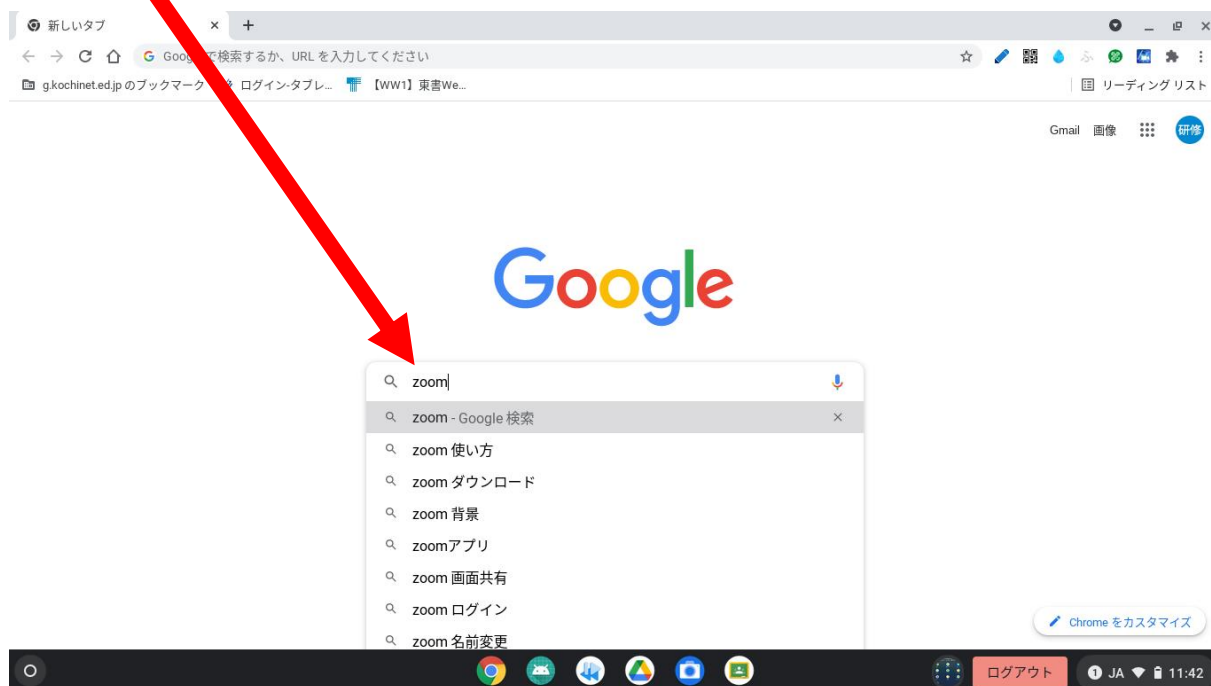 新しいタブ
Googleで検索するか、URL を入力してください
g.kochinet.ed.jp のブックマーク ログイン-タブレ... 【WW1】東書We... リーディング リスト
Gmail 画像 研修
Google
zoom
zoom - Google 検索
zoom 使い方
zoom ダウンロード
zoom 背景
zoomアプリ
zoom 画面共有
zoom ログイン
zoom 名前変更
Chrome をカスタマイズ
ログアウト 1 JA 11:42